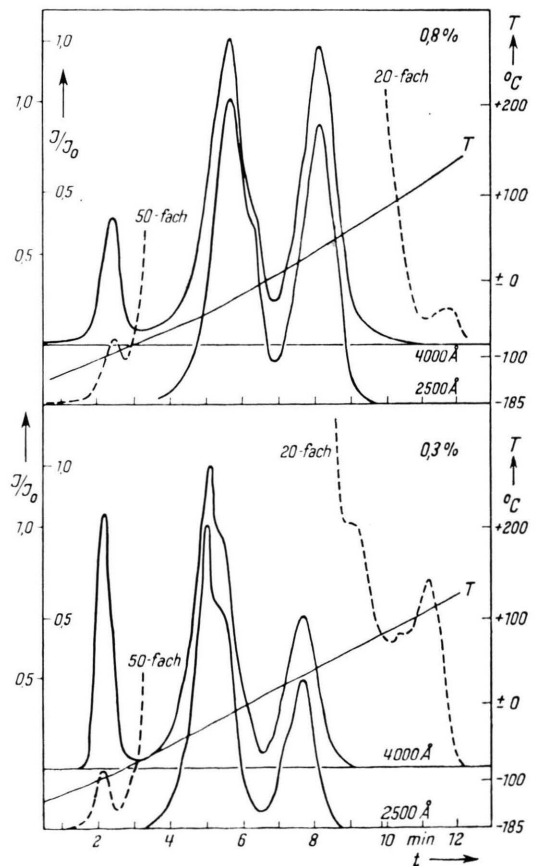 T
0,8%
°C
1,0
20-fach
J/J₀
1,0
+200
T
50-fach
0,5
+100
0,5
± 0
4000 Å
-100
2500 Å
-185
T
0,3%
20-fach
°C
1,0
J/J₀
1,0
+200
T
0,5
+100
50-fach
0,5
± 0
4000 Å
-100
2500 Å
-185
2 4 6 8 10 min 12
t